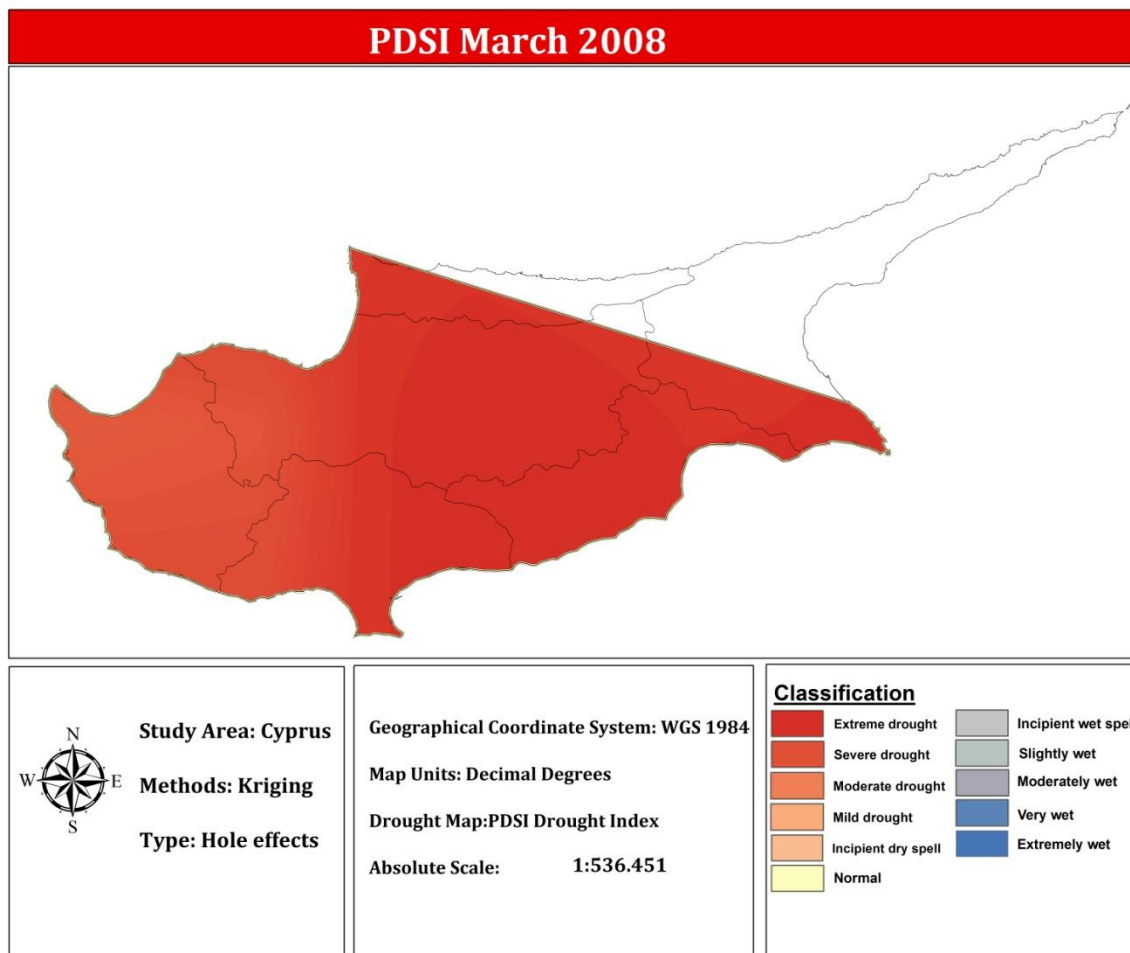 PDSI March 2008
N
W E
S
Study Area: Cyprus
Methods: Kriging
Type: Hole effects
Geographical Coordinate System: WGS 1984
Map Units: Decimal Degrees
Drought Map:PDSI Drought Index
Absolute Scale: 1:536.451
Classification
Extreme drought
Severe drought
Moderate drought
Mild drought
Incipient dry spell
Normal
Incipient wet spel
Slightly wet
Moderately wet
Very wet
Extremely wet